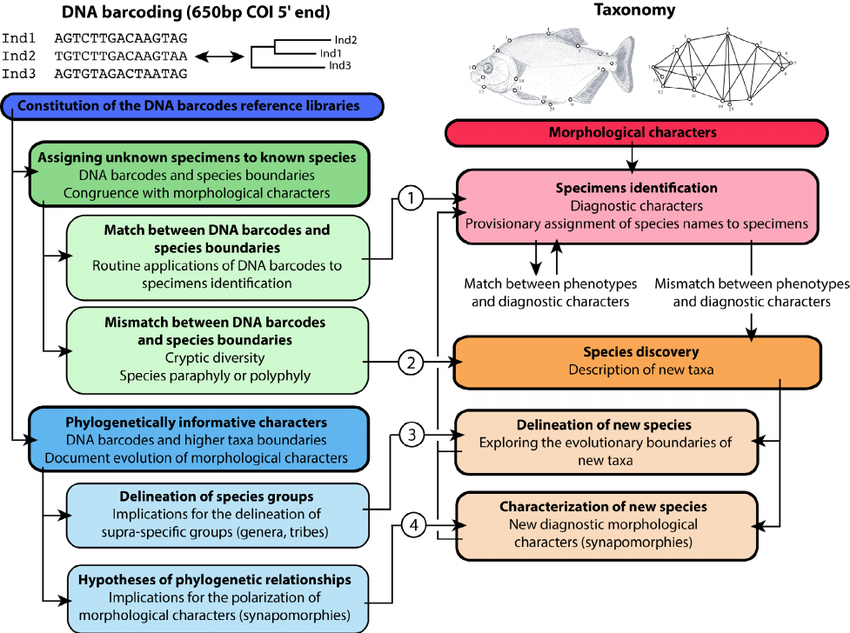 DNA barcoding (650bp COI 5' end)
Ind1 AGTCTTGACAAGTAG
Ind2 TGTCTTGACAAGTAA
Ind3 AGTGTAGACTAATAG
Ind2
Ind1
Ind3
Constitution of the DNA barcodes reference libraries
Assigning unknown specimens to known species
DNA barcodes and species boundaries
Congruence with morphological characters
Match between DNA barcodes and
species boundaries
Routine applications of DNA barcodes to
specimens identification
Mismatch between DNA barcodes
and species boundaries
Cryptic diversity
Species paraphyly or polyphyly
Phylogenetically informative characters
DNA barcodes and higher taxa boundaries
Document evolution of morphological characters
Delineation of species groups
Implications for the delineation of
supra-specific groups (genera, tribes)
Hypotheses of phylogenetic relationships
Implications for the polarization of
morphological characters (synapomorphies)
1
2
3
4
Taxonomy
Morphological characters
Specimens identification
Diagnostic characters
Provisionary assignment of species names to specimens
Match between phenotypes
and diagnostic characters
Mismatch between phenotypes
and diagnostic characters
Species discovery
Description of new taxa
Delineation of new species
Exploring the evolutionary boundaries of
new taxa
Characterization of new species
New diagnostic morphological
characters (synapomorphies)